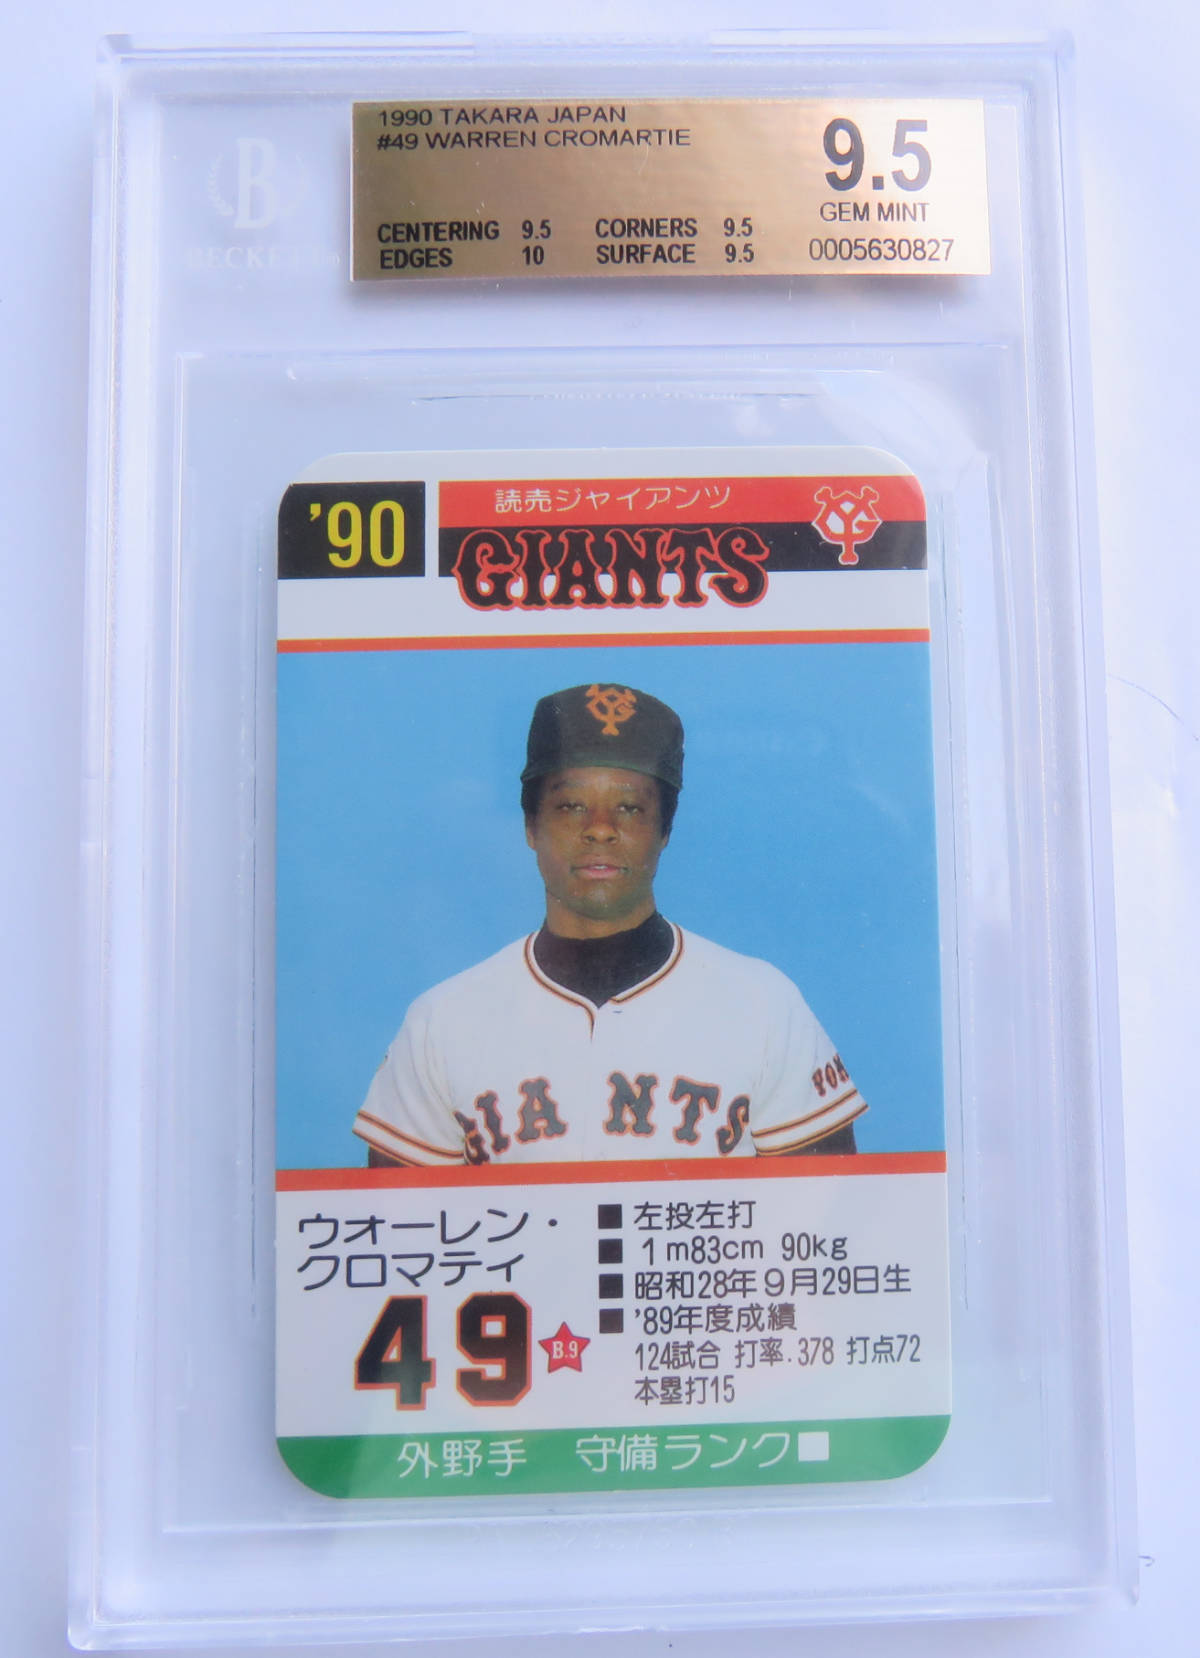 1990 TAKARA JAPAN
#49 WARREN CROMARTIE
9.5
GEM MINT
CENTERING 9.5 CORNERS 9.5
EDGES 10 SURFACE 9.5
0005630827
B
BECKETT
'90
読売ジャイアンツ
GIANTS
YG
YG
GIANTS
YOM
ウォーレン・
クロマティ
49
B.9
■左投左打
■1m83cm 90kg
■昭和28年9月29日生
■'89年度成績
124試合 打率.378 打点72
本塁打15
外野手 守備ランク■